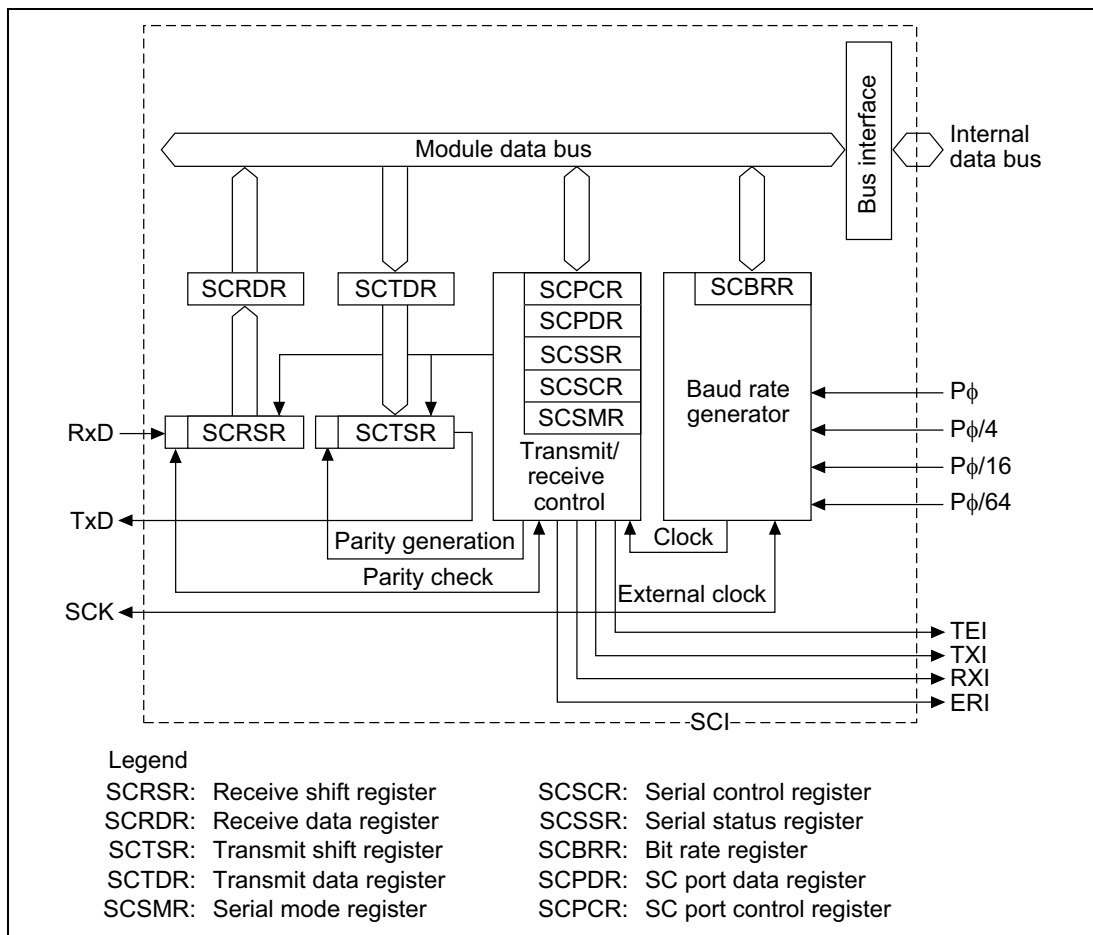 Module data bus
Bus interface
Internal
data bus
SCRDR
SCTDR
SCPCR
SCPDR
SCSSR
SCSCR
SCSMR
Transmit/
receive
control
SCBRR
Baud rate
generator
Pϕ
Pϕ/4
Pϕ/16
Pϕ/64
RxD
SCRSR
SCTSR
TxD
Parity generation
Parity check
Clock
External clock
SCK
TEI
TXI
RXI
ERI
SCI
Legend
SCRSR: Receive shift register
SCRDR: Receive data register
SCTSR: Transmit shift register
SCTDR: Transmit data register
SCSMR: Serial mode register
SCSCR: Serial control register
SCSSR: Serial status register
SCBRR: Bit rate register
SCPDR: SC port data register
SCPCR: SC port control register